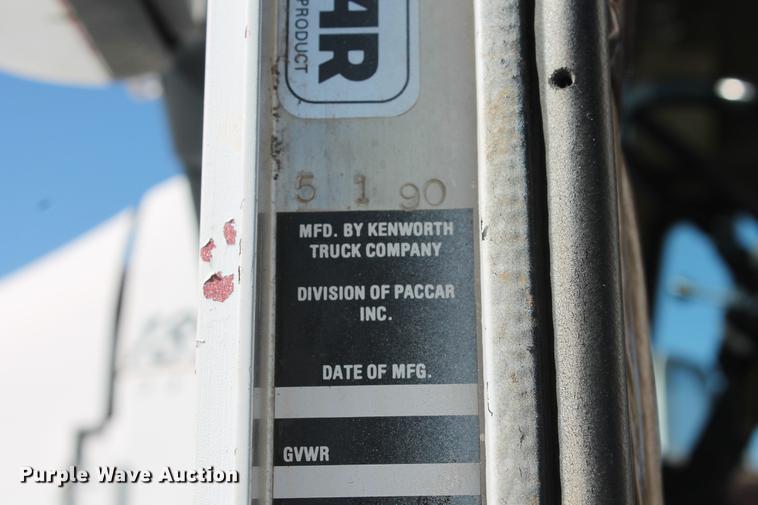 AR
PRODUCT
5 1 90
MFD. BY KENWORTH
TRUCK COMPANY
DIVISION OF PACCAR
INC.
DATE OF MFG.
GVWR
Purple Wave Auction